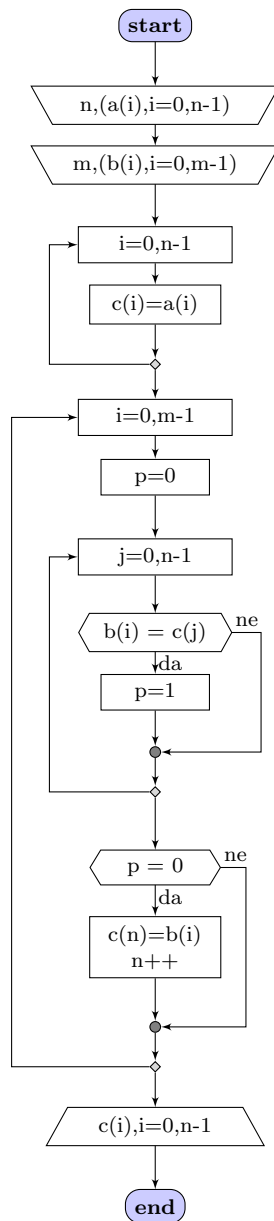 start
n,(a(i),i=0,n-1)
m,(b(i),i=0,m-1)
i=0,n-1
c(i)=a(i)
i=0,m-1
p=0
j=0,n-1
b(i) = c(j)
ne
da
p=1
p = 0
ne
da
c(n)=b(i)
n++
c(i),i=0,n-1
end